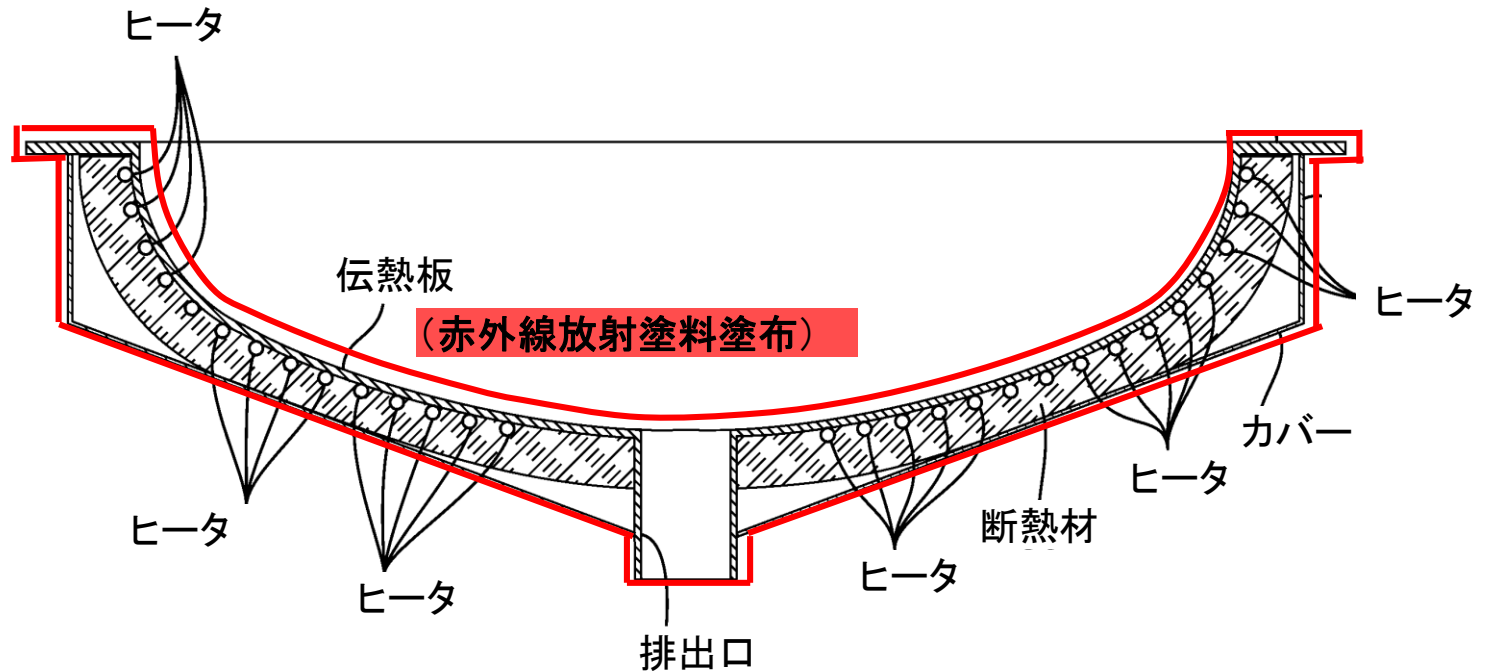 ヒータ
伝熱板
（赤外線放射塗料塗布）
ヒータ
カバー
ヒータ
断熱材
ヒータ
ヒータ
ヒータ
排出口